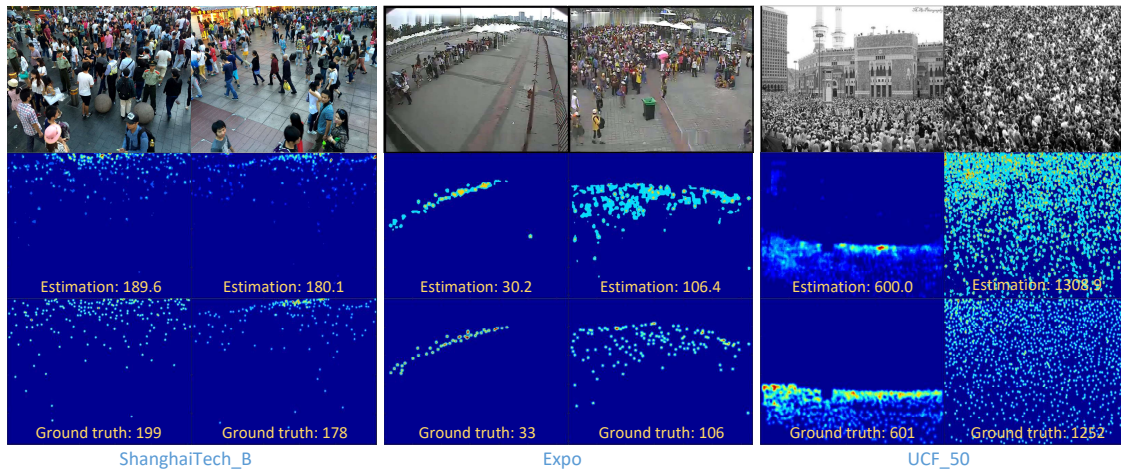 Estimation: 189.6
Estimation: 180.1
Estimation: 30.2
Estimation: 106.4
Estimation: 600.0
Estimation: 1308.9
Ground truth: 199
Ground truth: 178
Ground truth: 33
Ground truth: 106
Ground truth: 601
Ground truth: 1252
ShanghaiTech_B
Expo
UCF_50